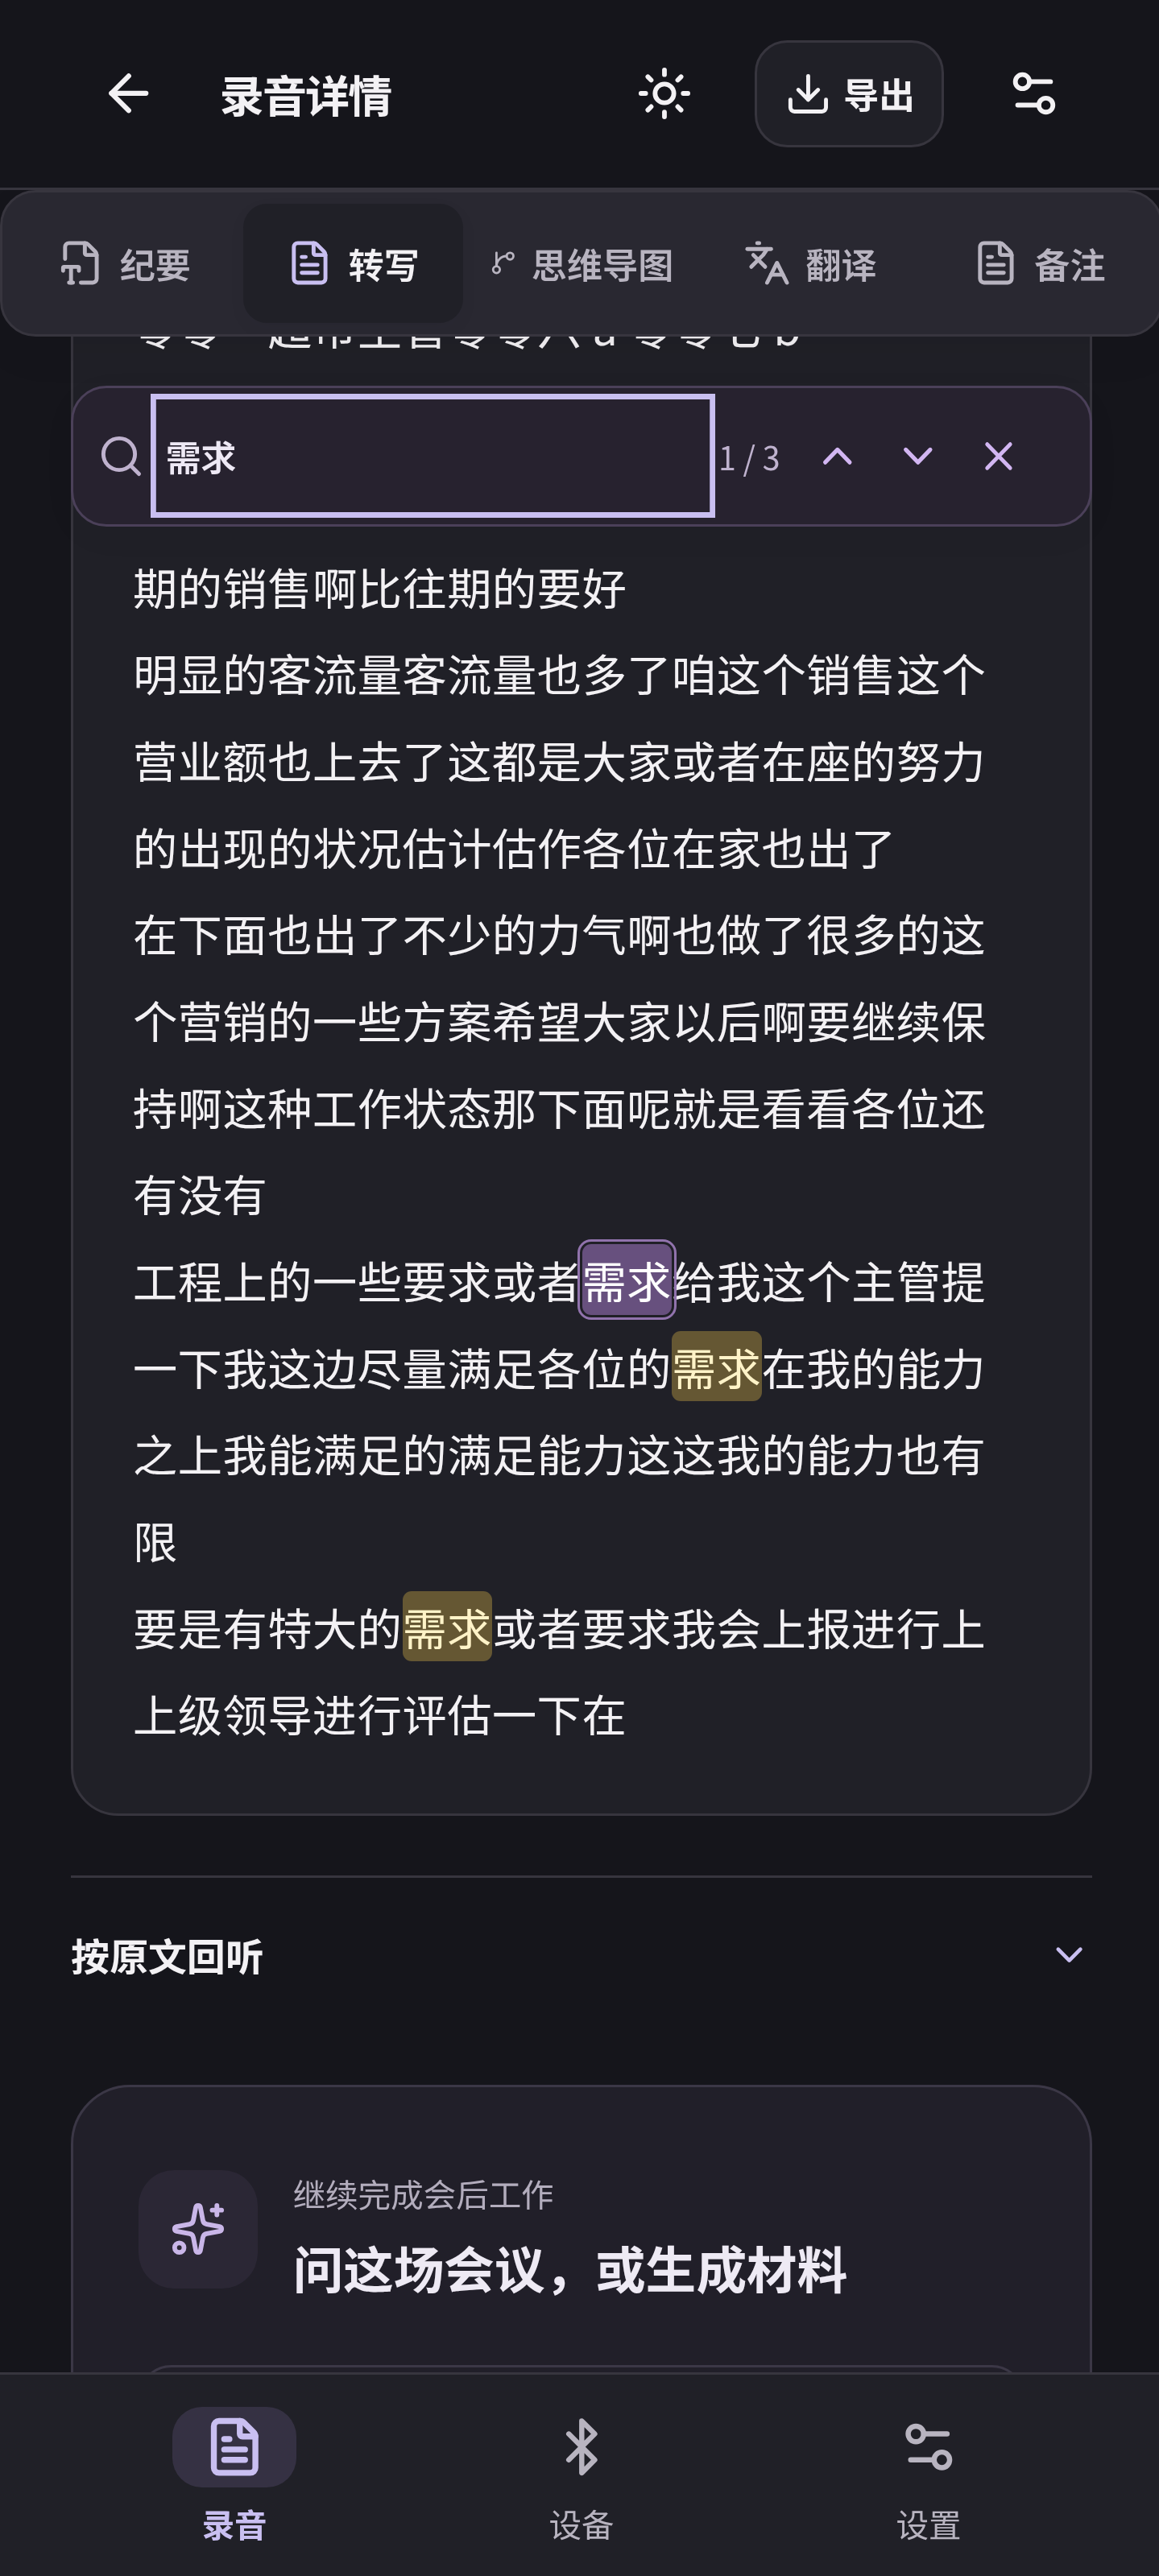 录音详情
导出
纪要
转写
思维导图
翻译
备注
需求
1 / 3
期的销售啊比往期的要好
明显的客流量客流量也多了咱这个销售这个
营业额也上去了这都是大家或者在座的努力
的出现的状况估计估作各位在家也出了
在下面也出了不少的力气啊也做了很多的这
个营销的一些方案希望大家以后啊要继续保
持啊这种工作状态那下面呢就是看看各位还
有没有
工程上的一些要求或者需求给我这个主管提
一下我这边尽量满足各位的需求在我的能力
之上我能满足的满足能力这这我的能力也有
限
要是有特大的需求或者要求我会上报进行上
上级领导进行评估一下在
按原文回听
继续完成会后工作
问这场会议，或生成材料
录音
设备
设置